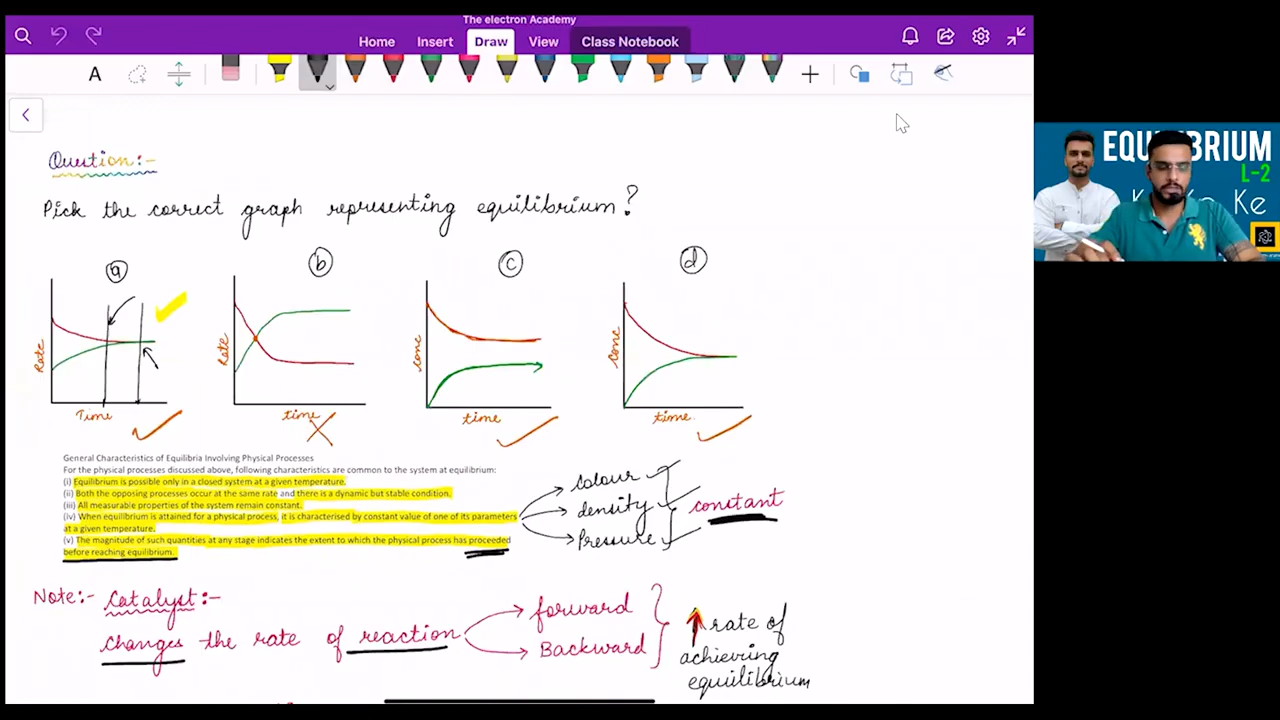 The electron Academy
Home Insert Draw View Class Notebook
A
EQUILIBRIUM
L-2
Ke
Question:-
Pick the correct graph representing equilibrium?
a b c d
Rate Rate conc conc
Time time time time
General Characteristics of Equilibria Involving Physical Processes
For the physical processes discussed above, following characteristics are common to the system at equilibrium:
(i) Equilibrium is possible only in a closed system at a given temperature.
(ii) Both the opposing processes occur at the same rate and there is a dynamic but stable condition.
(iii) All measurable properties of the system remain constant.
(iv) When equilibrium is attained for a physical process, it is characterised by constant value of one of its parameters
at a given temperature.
(v) The magnitude of such quantities at any stage indicates the extent to which the physical process has proceeded
before reaching equilibrium.
Colour
density
Pressure
constant
Note:- Catalyst:-
changes the rate of reaction
forward
Backward
rate of
achieving
equilibrium